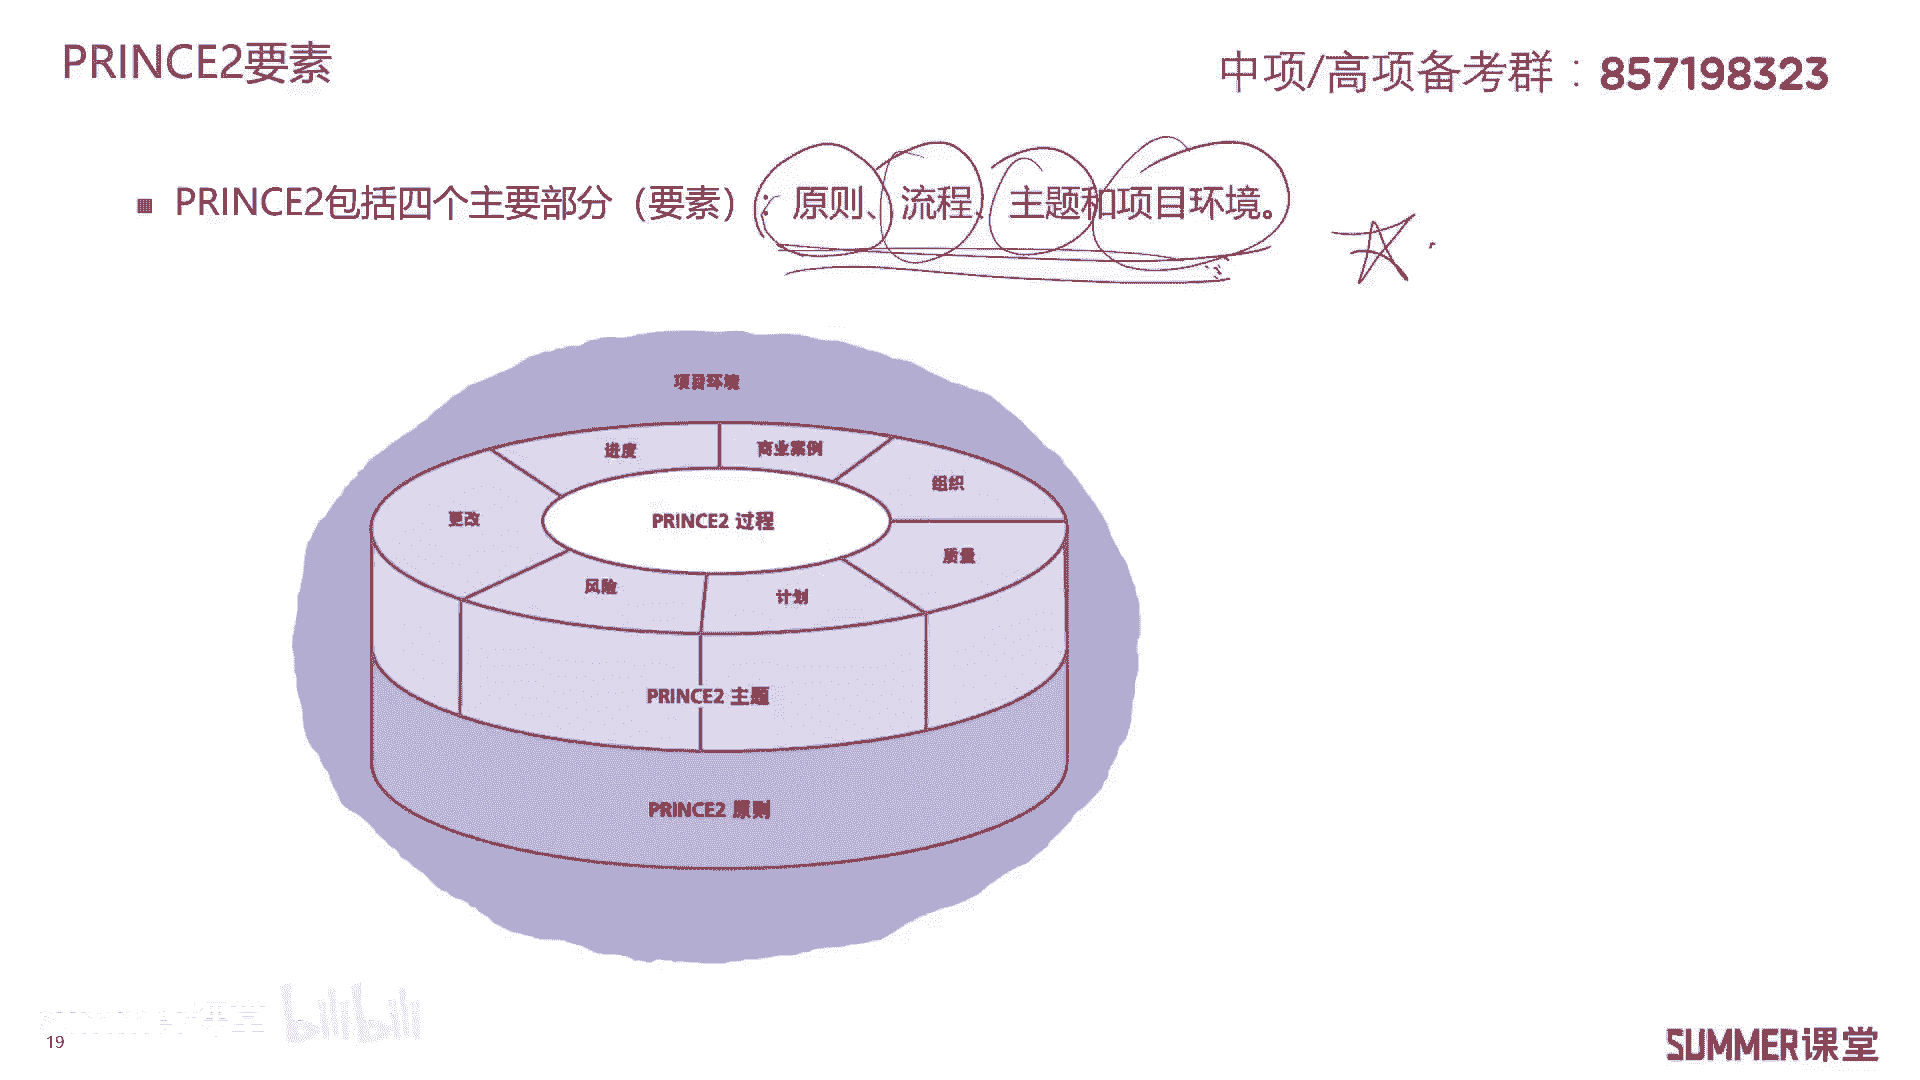 PRINCE2要素
中项/高项备考群：857198323
PRINCE2包括四个主要部分（要素）：原则、流程、主题和项目环境。
项目环境
进度
商业案例
组织
更改
PRINCE2 过程
质量
风险
计划
PRINCE2 主题
PRINCE2 原则
bilibili
19
SUMMER课堂